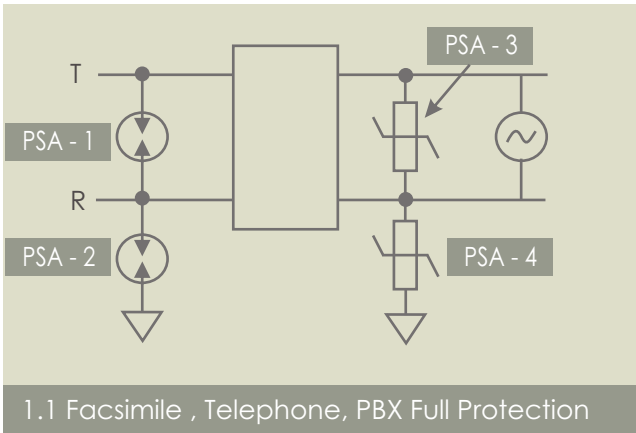 PSA - 3
T
PSA - 1
R
PSA - 2
PSA - 4
1.1 Facsimile , Telephone, PBX Full Protection